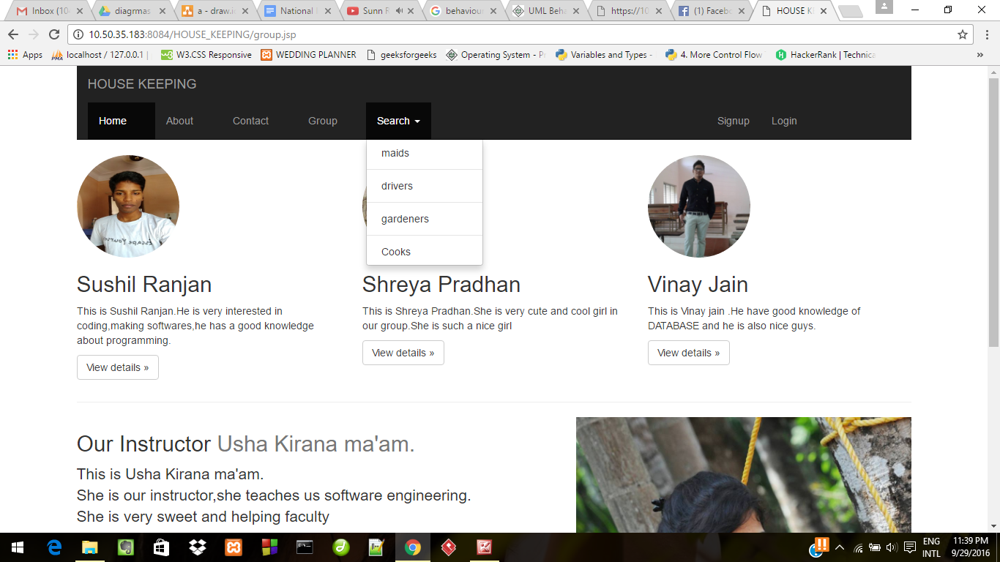 Inbox (10-
diagrmas
a - draw.i
National
Sunn R
behaviour
UML Beh
https://10
(1) Faceb
HOUSE K
10.50.35.183:8084/HOUSE_KEEPING/group.jsp
Apps
localhost / 127.0.0.1 |
W3.CSS Responsive
WEDDING PLANNER
geeksforgeeks
Operating System - P
Variables and Types -
4. More Control Flow
HackerRank | Technica
HOUSE KEEPING
Home About Contact Group Search Signup Login
maids
drivers
gardeners
Cooks
Sushil Ranjan
This is Sushil Ranjan.He is very interested in
coding,making softwares,he has a good knowledge
about programming.
View details »
Shreya Pradhan
This is Shreya Pradhan.She is very cute and cool girl in
our group.She is such a nice girl
View details »
Vinay Jain
This is Vinay jain .He have good knowledge of
DATABASE and he is also nice guys.
View details »
Our Instructor Usha Kirana ma'am.
This is Usha Kirana ma'am.
She is our instructor,she teaches us software engineering.
She is very sweet and helping faculty
ENG
INTL
11:39 PM
9/29/2016